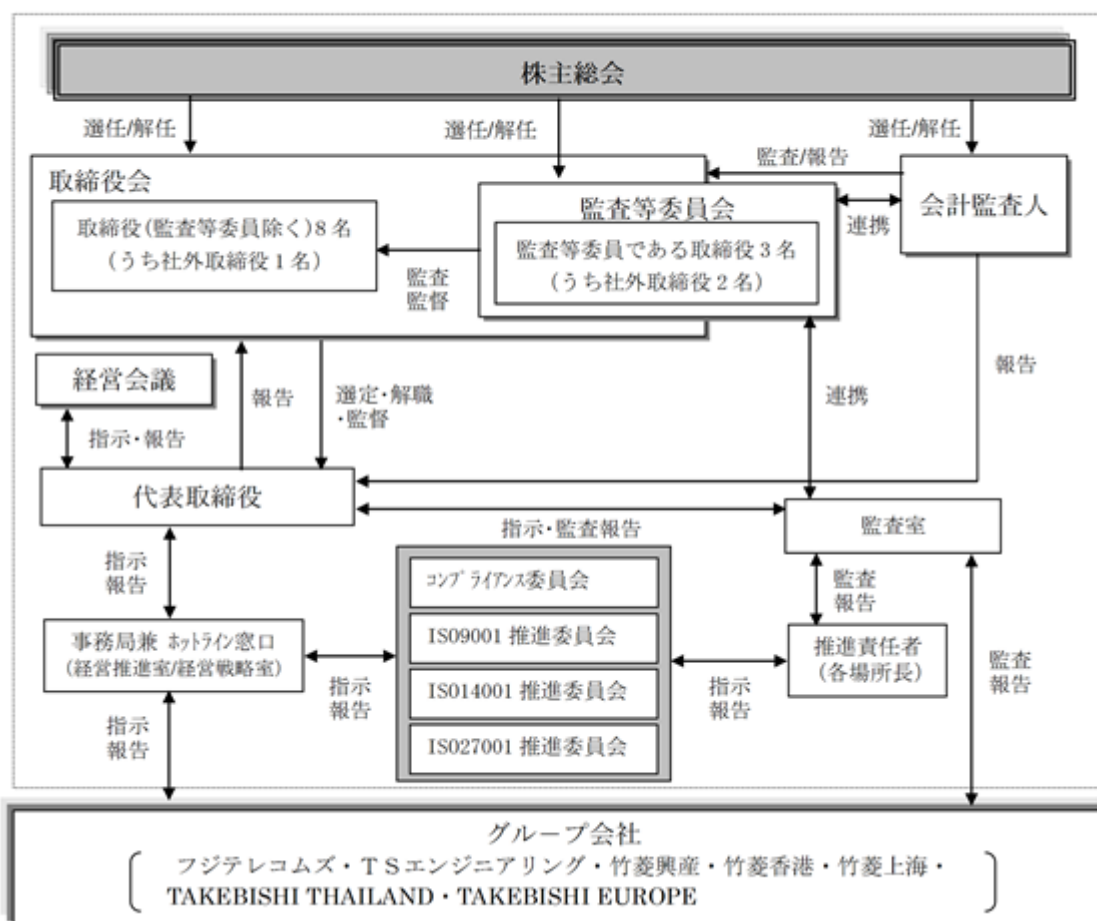 株主総会
選任/解任
選任/解任
選任/解任
監査/報告
取締役会
取締役(監査等委員除く)8名
(うち社外取締役1名)
監査
監督
監査等委員会
監査等委員である取締役3名
(うち社外取締役2名)
連携
会計監査人
経営会議
指示・報告
報告
選定・解職
・監督
連携
報告
代表取締役
指示・監査報告
監査室
指示
報告
コンプライアンス委員会
IS09001 推進委員会
IS014001 推進委員会
IS027001 推進委員会
監査
報告
事務局兼 ホットライン窓口
(経営推進室/経営戦略室)
指示
報告
指示
報告
推進責任者
(各場所長)
監査
報告
指示
報告
グループ会社
フジテレコムズ・TSエンジニアリング・竹菱興産・竹菱香港・竹菱上海・
TAKEBISHI THAILAND・TAKEBISHI EUROPE